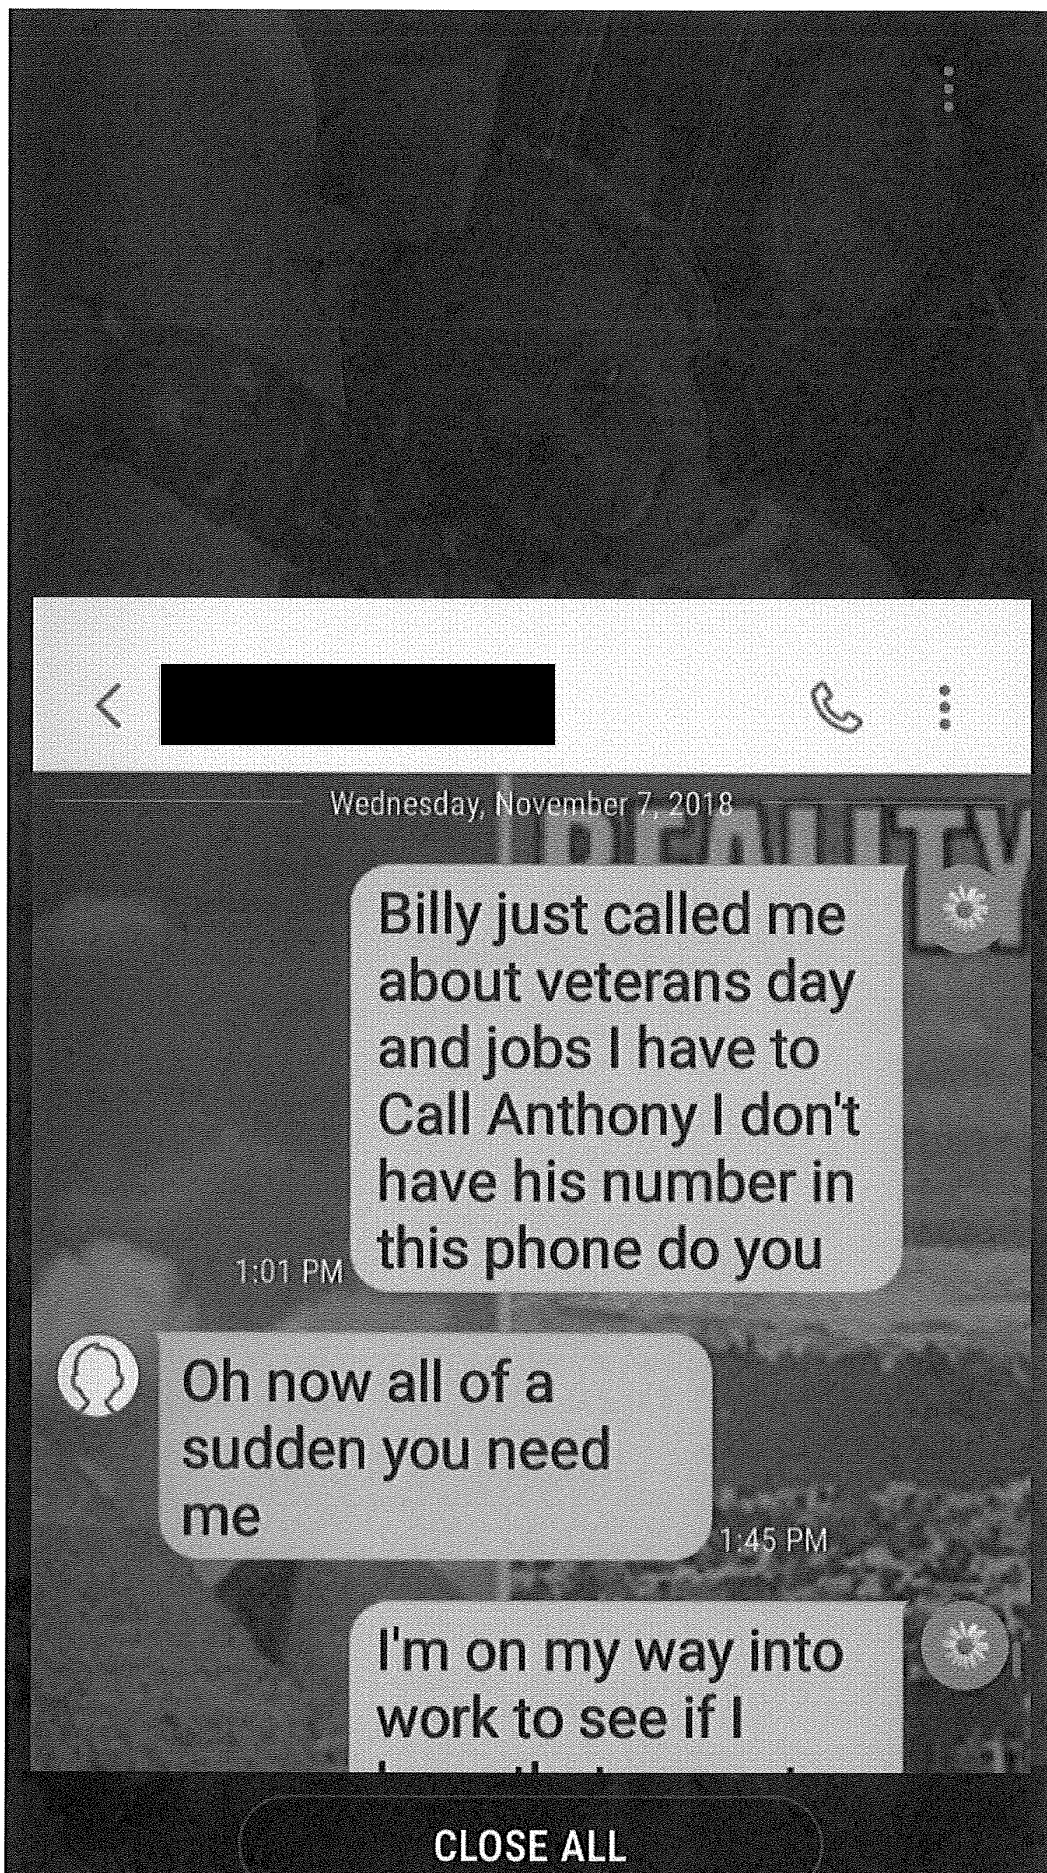 Wednesday, November 7, 2018
REALITY
Billy just called me
about veterans day
and jobs I have to
Call Anthony I don't
have his number in
this phone do you
1:01 PM
Oh now all of a
sudden you need
me
1:45 PM
I'm on my way into
work to see if I
CLOSE ALL